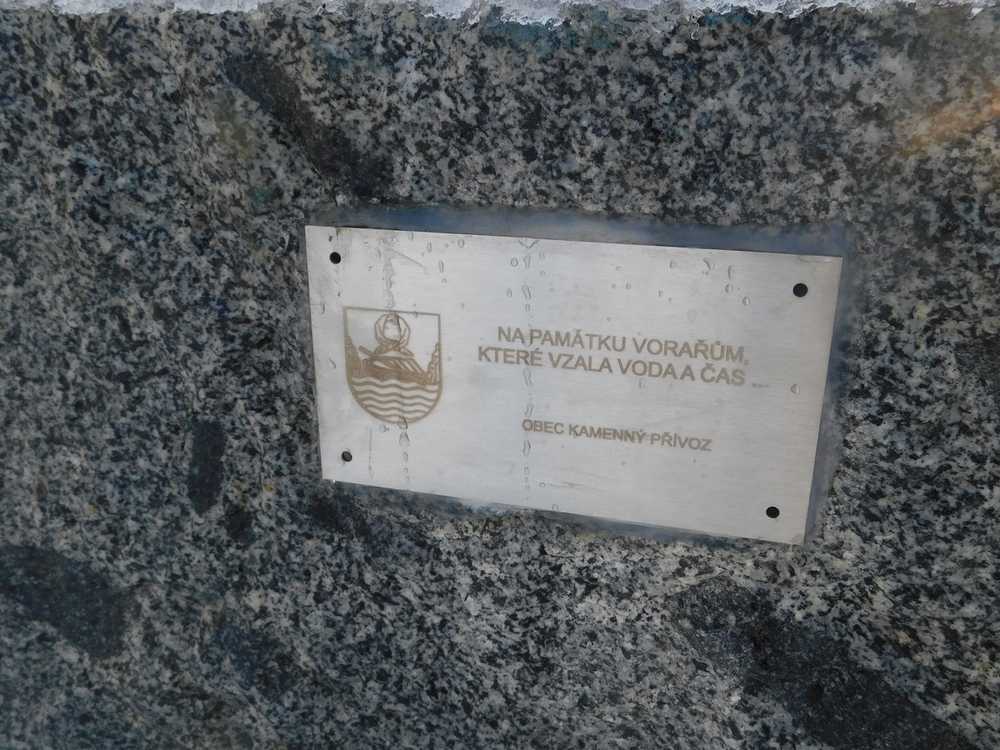 NA PAMÁTKU VORAŘŮM,
KTERÉ VZALA VODA A ČAS ...
OBEC KAMENNÝ PŘÍVOZ